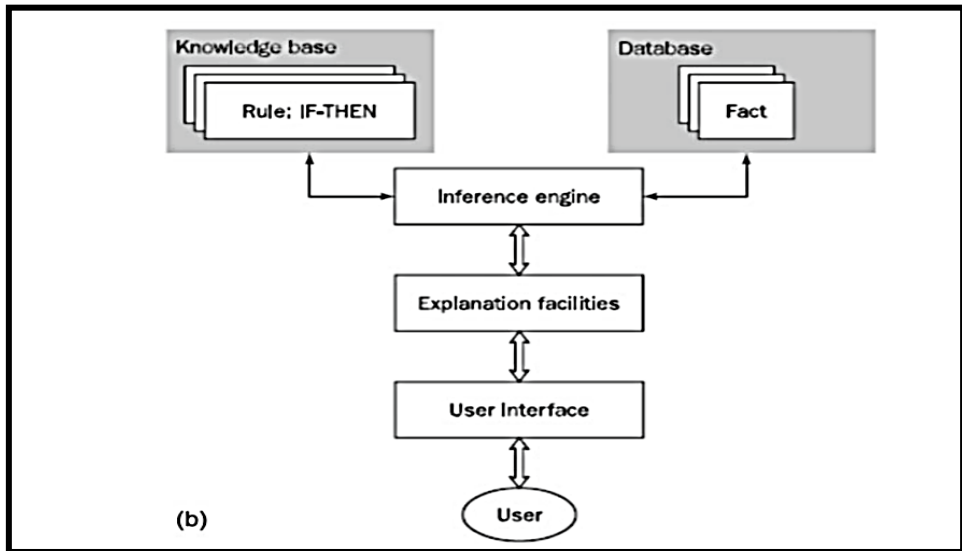 Knowledge base
Database
Rule: IF-THEN
Fact
Inference engine
Explanation facilities
User Interface
User
(b)